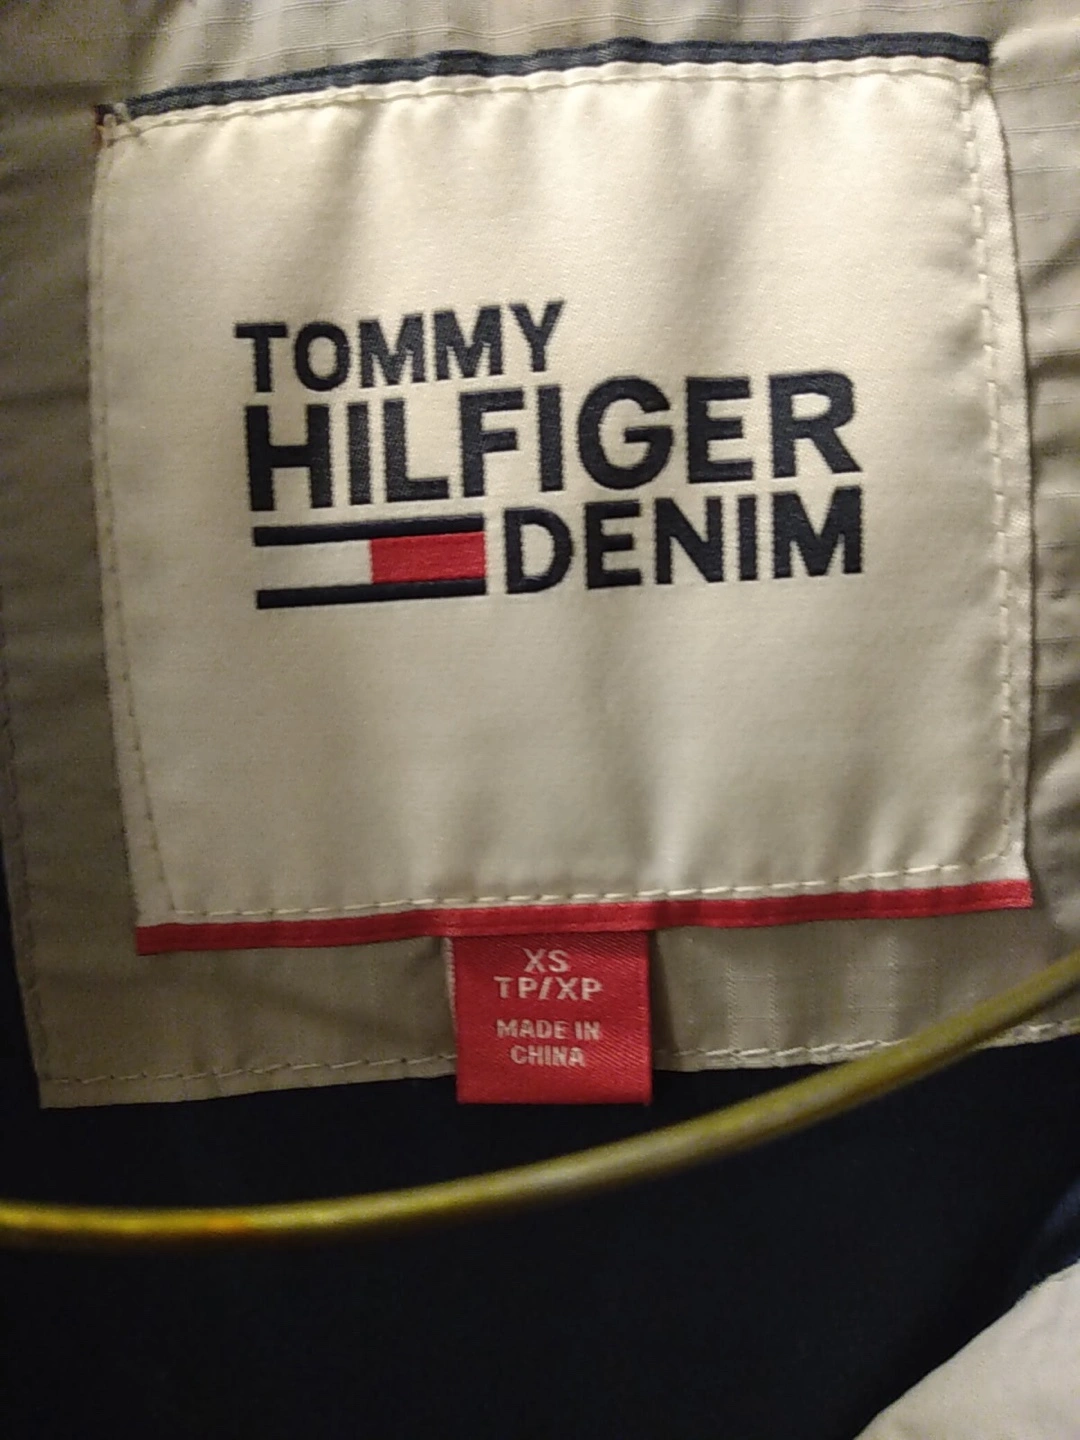 TOMMY
HILFIGER
DENIM
XS
TP/XP
MADE IN
CHINA